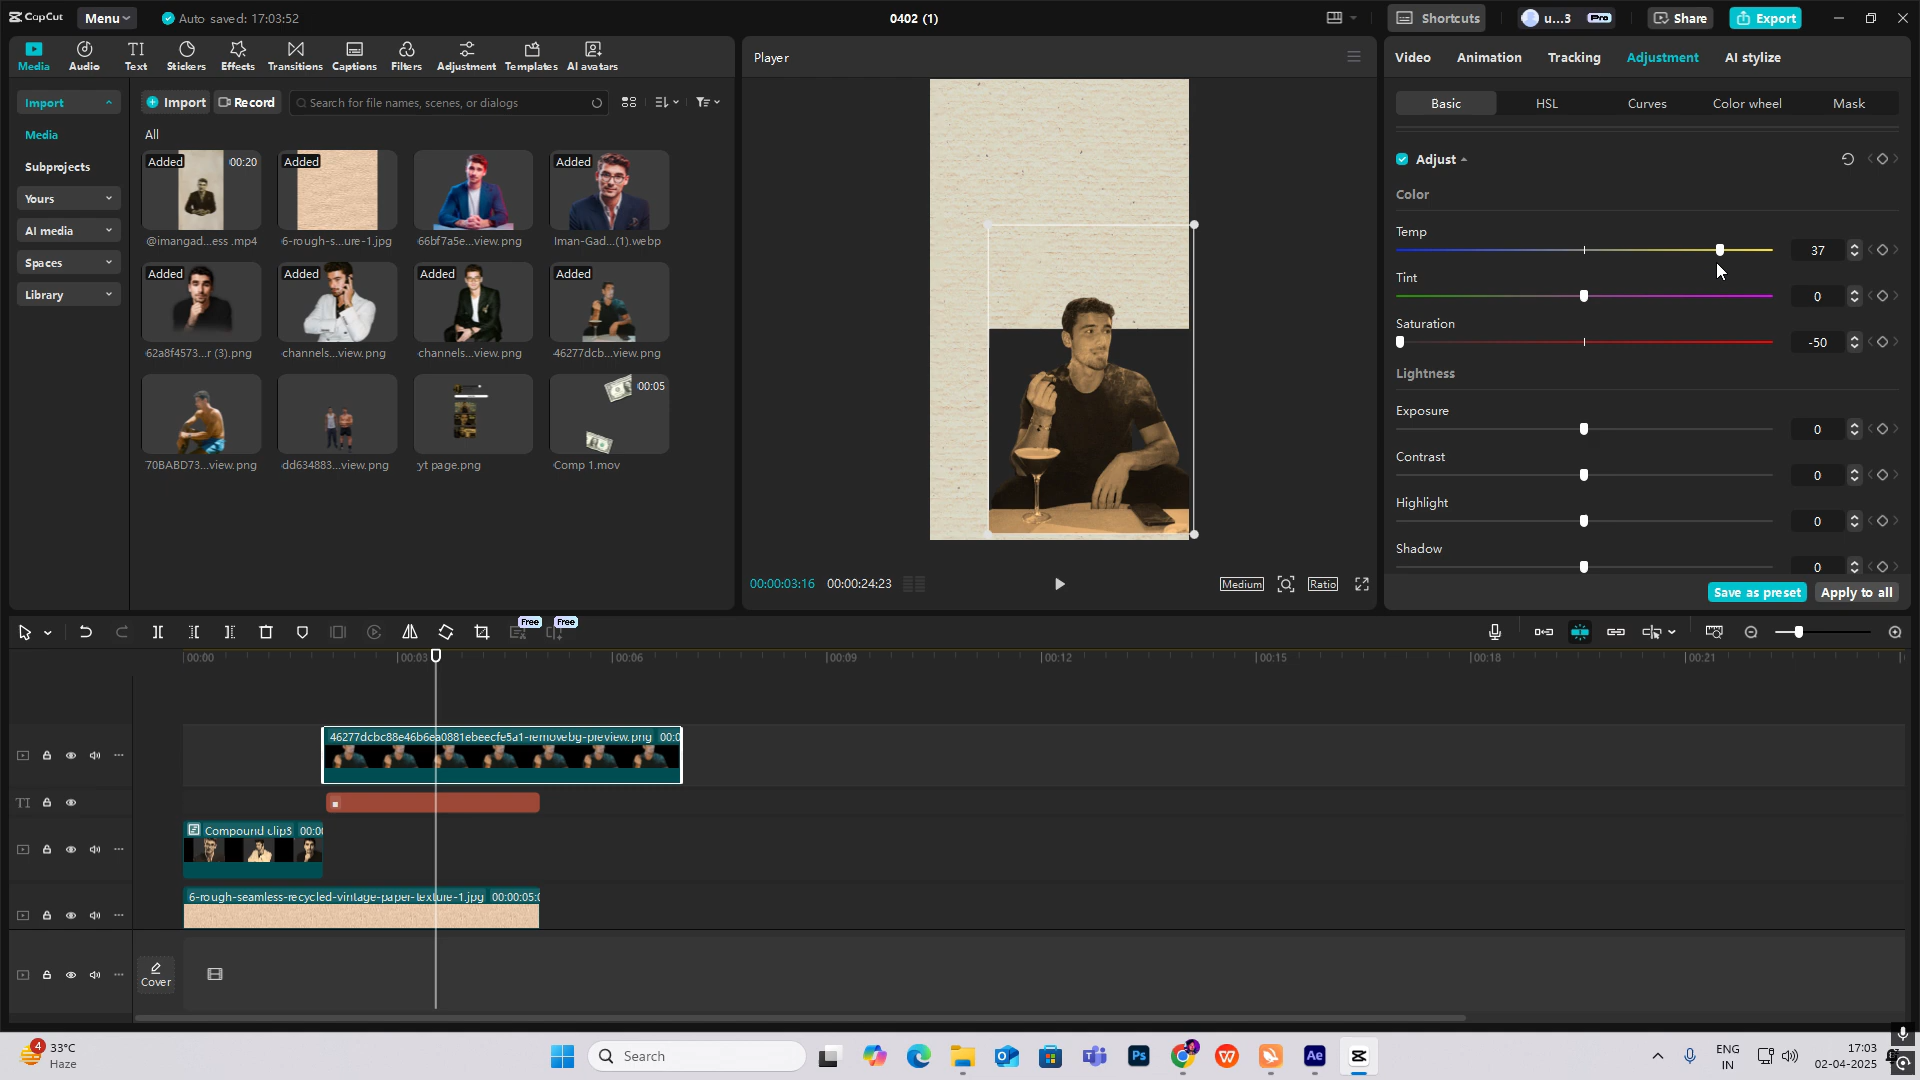 CapCut
Menu
Auto saved: 17:03:52
0402 (1)
Shortcuts
u...3
Pro
Share
Export
Media
Audio
Text
Stickers
Effects
Transitions
Captions
Filters
Adjustment
Templates
AI avatars
Import
Media
Subprojects
Yours
AI media
Spaces
Library
Import
Record
Search for file names, scenes, or dialogs
All
Added
00:20
@imangad...ess .mp4
Added
6-rough-s...ure-1.jpg
66bf7a5e...view.png
Added
Iman-Gad...(1).webp
Added
62a8f4573...r (3).png
Added
channels...view.png
Added
channels...view.png
Added
46277dcb...view.png
70BABD73...view.png
dd634883...view.png
yt page.png
00:05
Comp 1.mov
Player
00:00:03:16
00:00:24:23
Medium
Ratio
Video
Animation
Tracking
Adjustment
AI stylize
Basic
HSL
Curves
Color wheel
Mask
Adjust
Color
Temp
37
Tint
0
Saturation
-50
Lightness
Exposure
0
Contrast
0
Highlight
0
Shadow
0
Save as preset
Apply to all
Free
Free
00:00
00:03
00:06
00:09
00:12
00:15
00:18
00:21
46277dcbc88e46b6ea0881ebeecfe5a1-removebg-preview.png 00:0
TI
Compound clip3 00:00
6-rough-seamless-recycled-vintage-paper-texture-1.jpg 00:00:05:0
Cover
4
33°C
Haze
Search
Ps
Ae
ENG
IN
17:03
02-04-2025